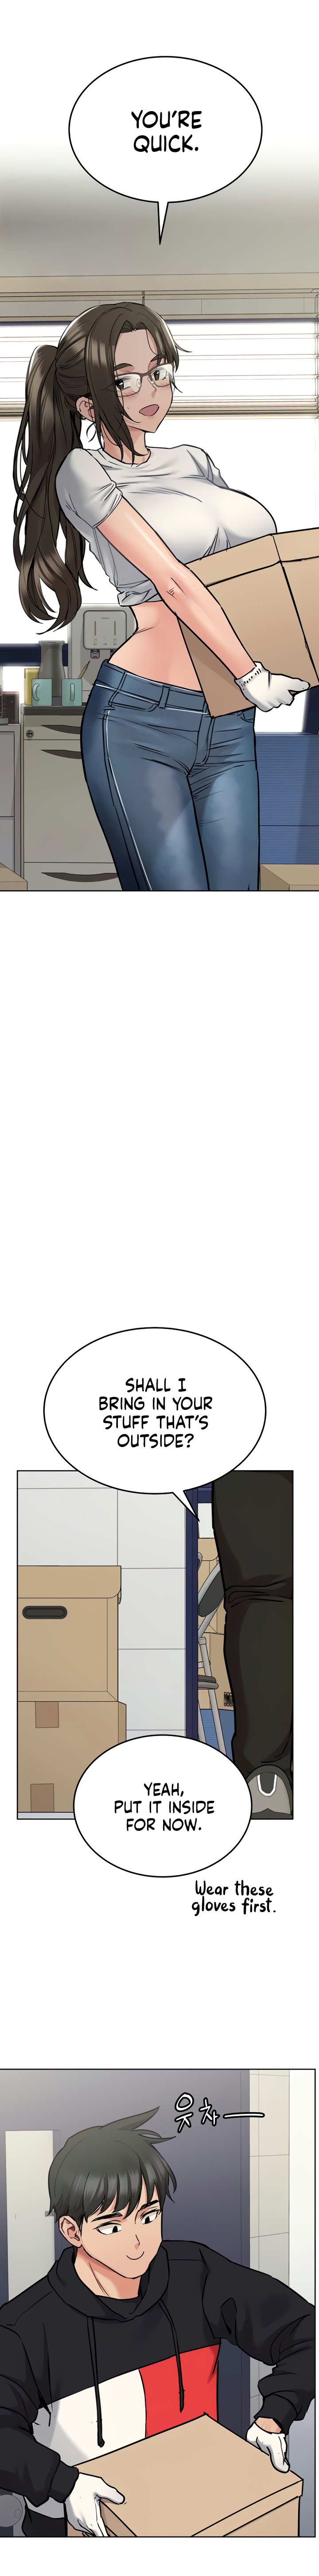 YOU'RE
QUICK.
SHALL I
BRING IN YOUR
STUFF THAT'S
OUTSIDE?
YEAH,
PUT IT INSIDE
FOR NOW.
Wear these
gloves first.
웃차—